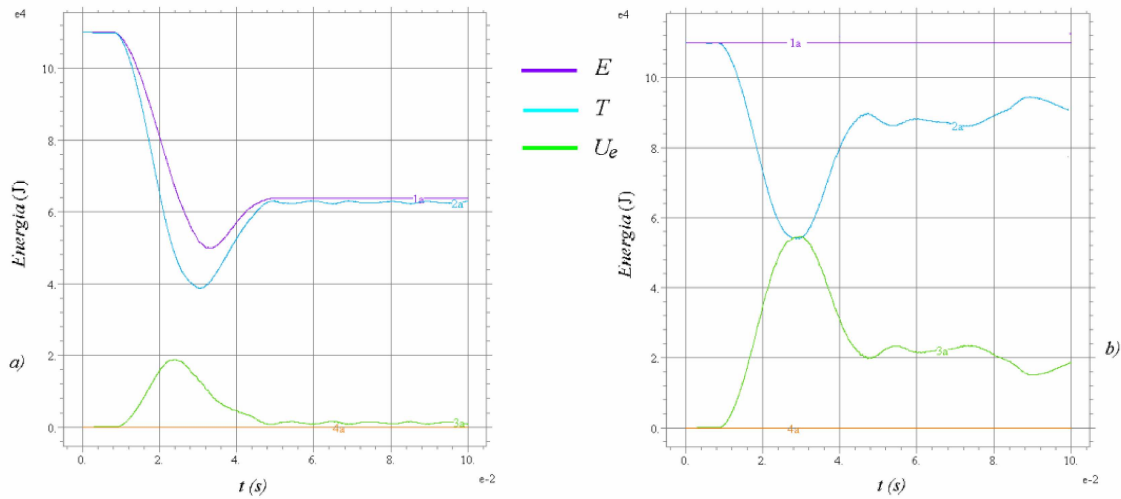 e4
10.
8.
6.
4.
2.
0.
Energia (J)
a)
1a
2a
3a
4a
0. 2. 4. 6. 8. 10.
e-2
t (s)
E
T
U_e
e4
10.
8.
6.
4.
2.
0.
Energia (J)
b)
1a
2a
3a
4a
0. 2. 4. 6. 8. 10.
e-2
t (s)